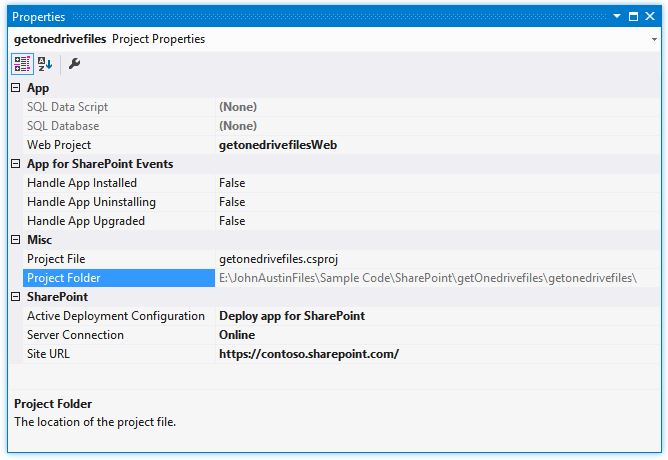 Properties
getonedrivefiles Project Properties
App
SQL Data Script (None)
SQL Database (None)
Web Project getonedrivefilesWeb
App for SharePoint Events
Handle App Installed False
Handle App Uninstalling False
Handle App Upgraded False
Misc
Project File getonedrivefiles.csproj
Project Folder E:\JohnAustinFiles\Sample Code\SharePoint\getOnedrivefiles\getonedrivefiles\
SharePoint
Active Deployment Configuration Deploy app for SharePoint
Server Connection Online
Site URL https://contoso.sharepoint.com/
Project Folder
The location of the project file.